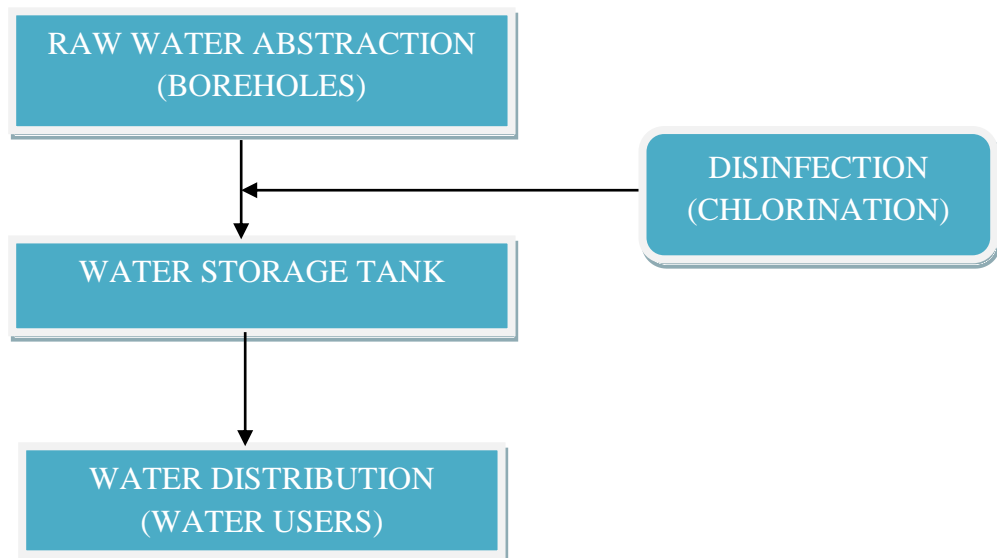 RAW WATER ABSTRACTION
(BOREHOLES)
DISINFECTION
(CHLORINATION)
WATER STORAGE TANK
WATER DISTRIBUTION
(WATER USERS)